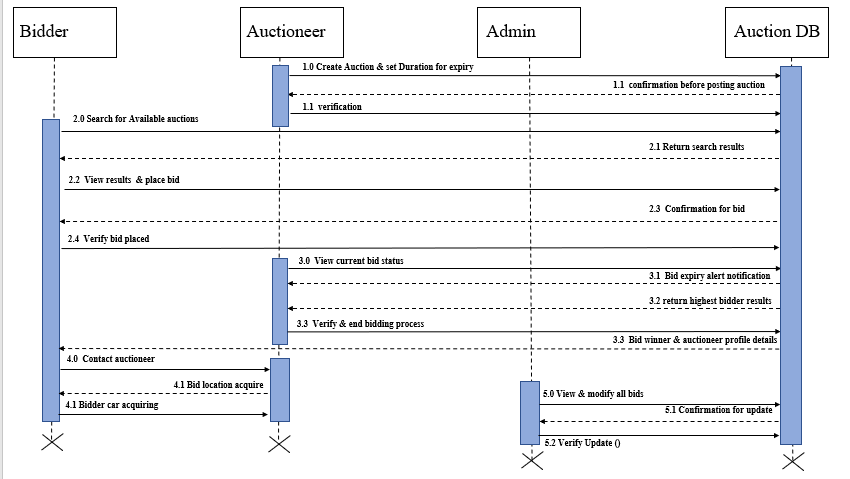 Bidder
Auctioneer
Admin
Auction DB
1.0 Create Auction & set Duration for expiry
1.1 confirmation before posting auction
1.1 verification
2.0 Search for Available auctions
2.1 Return search results
2.2 View results & place bid
2.3 Confirmation for bid
2.4 Verify bid placed
3.0 View current bid status
3.1 Bid expiry alert notification
3.2 return highest bidder results
3.3 Verify & end bidding process
3.3 Bid winner & auctioneer profile details
4.0 Contact auctioneer
4.1 Bid location acquire
4.1 Bidder car acquiring
5.0 View & modify all bids
5.1 Confirmation for update
5.2 Verify Update ()